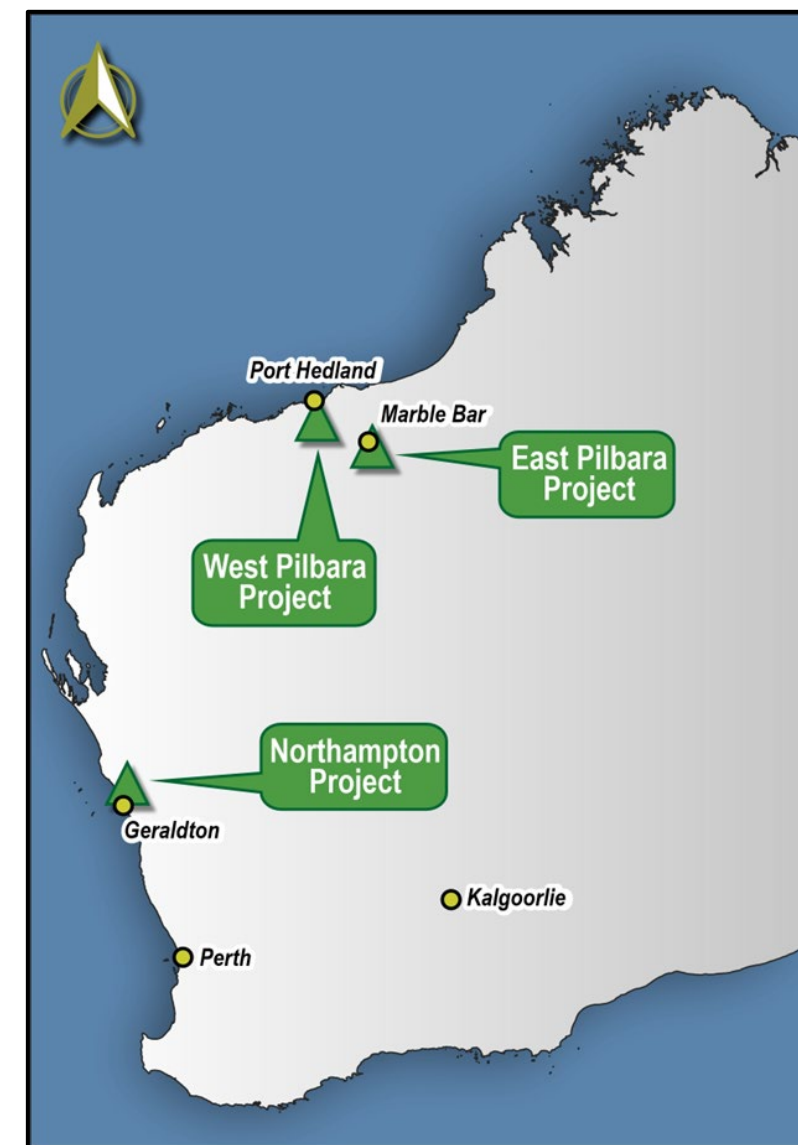 Port Hedland
Marble Bar
East Pilbara
Project
West Pilbara
Project
Northampton
Project
Geraldton
Kalgoorlie
Perth